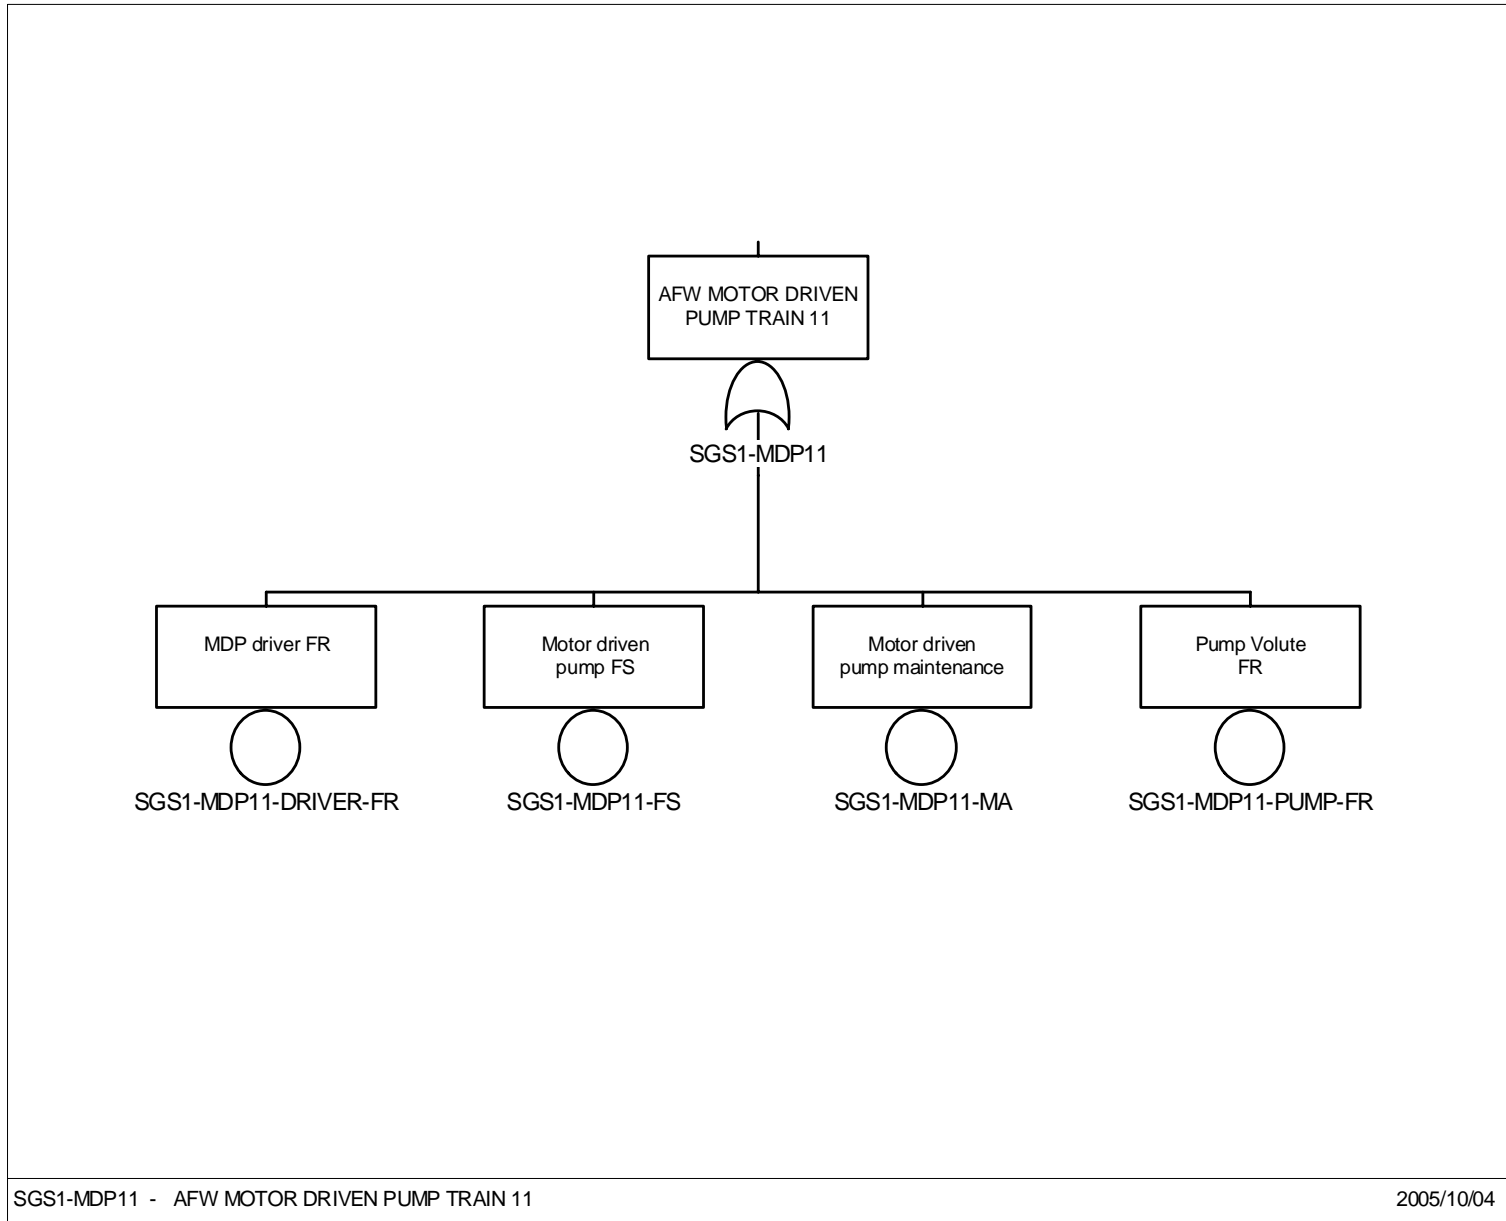 AFW MOTOR DRIVEN
PUMP TRAIN 11
SGS1-MDP11
MDP driver FR
Motor driven
pump FS
Motor driven
pump maintenance
Pump Volute
FR
SGS1-MDP11-DRIVER-FR
SGS1-MDP11-FS
SGS1-MDP11-MA
SGS1-MDP11-PUMP-FR
SGS1-MDP11 - AFW MOTOR DRIVEN PUMP TRAIN 11
2005/10/04